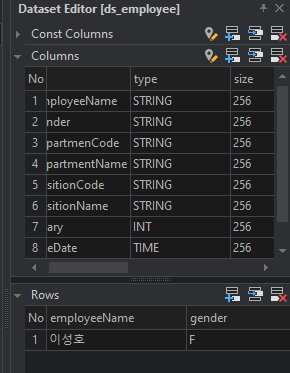 Dataset Editor [ds_employee]
Const Columns
Columns
No type size
1 nployeeName STRING 256
2 nder STRING 256
3 partmenCode STRING 256
4 partmentName STRING 256
5 sitionCode STRING 256
6 sitionName STRING 256
7 ary INT 256
8 eDate TIME 256
Rows
No employeeName gender
1 이성호 F